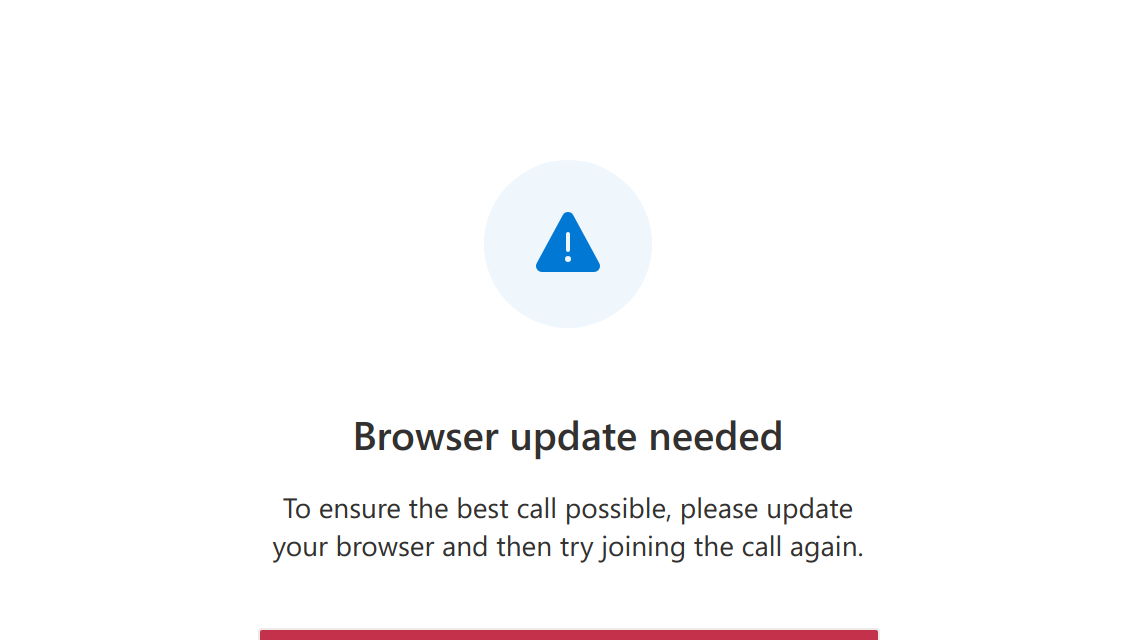 Browser update needed
To ensure the best call possible, please update
your browser and then try joining the call again.